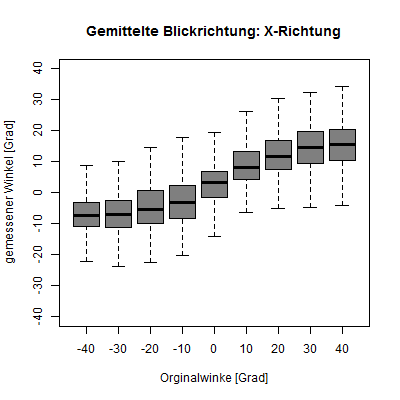 Gemittelte Blickrichtung: X-Richtung
gemessener Winkel [Grad]
40
30
20
10
0
-10
-20
-30
-40
-40 -30 -20 -10 0 10 20 30 40
Orginalwinke [Grad]